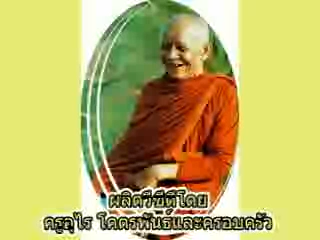 ผลิตวีซีดีโดย
ครูอุไร โคตรพันธ์และครอบครัว